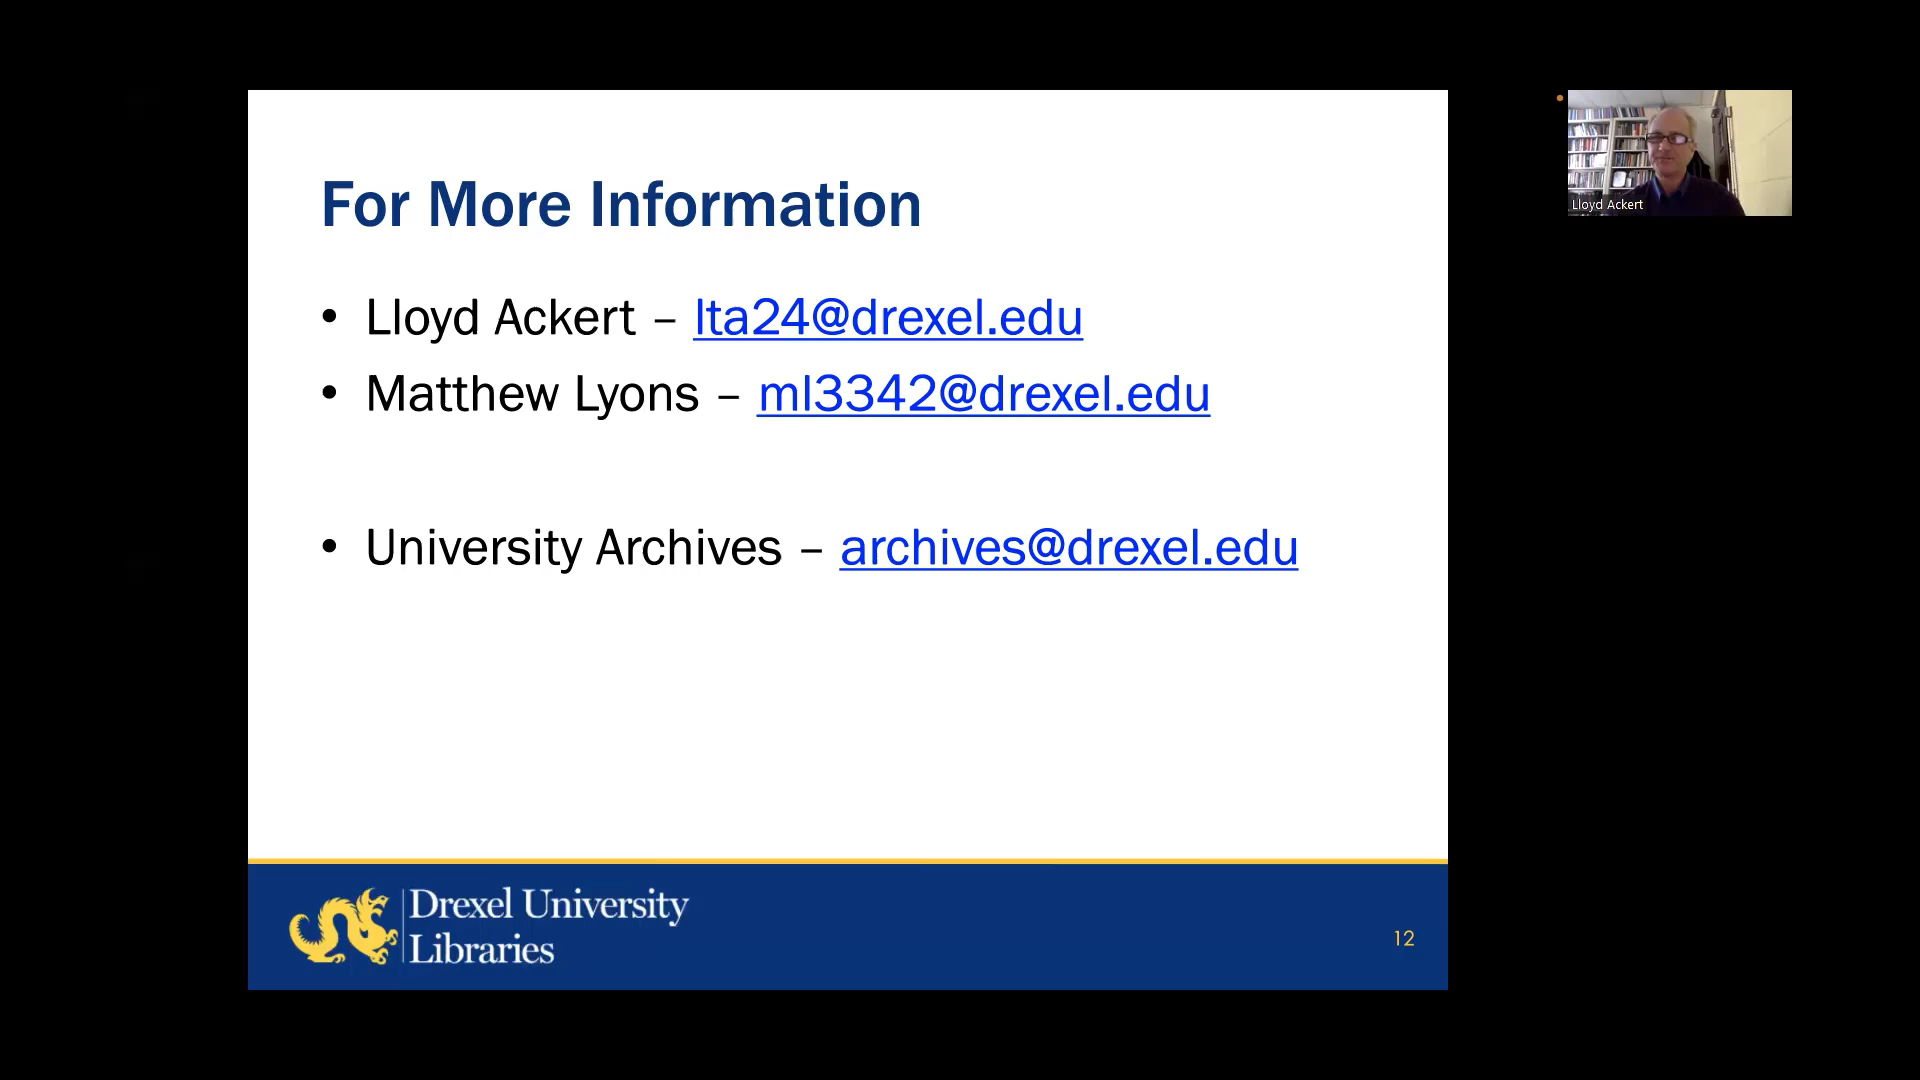 For More Information
• Lloyd Ackert – lta24@drexel.edu
• Matthew Lyons – ml3342@drexel.edu
• University Archives – archives@drexel.edu
Drexel University
Libraries
12
Lloyd Ackert